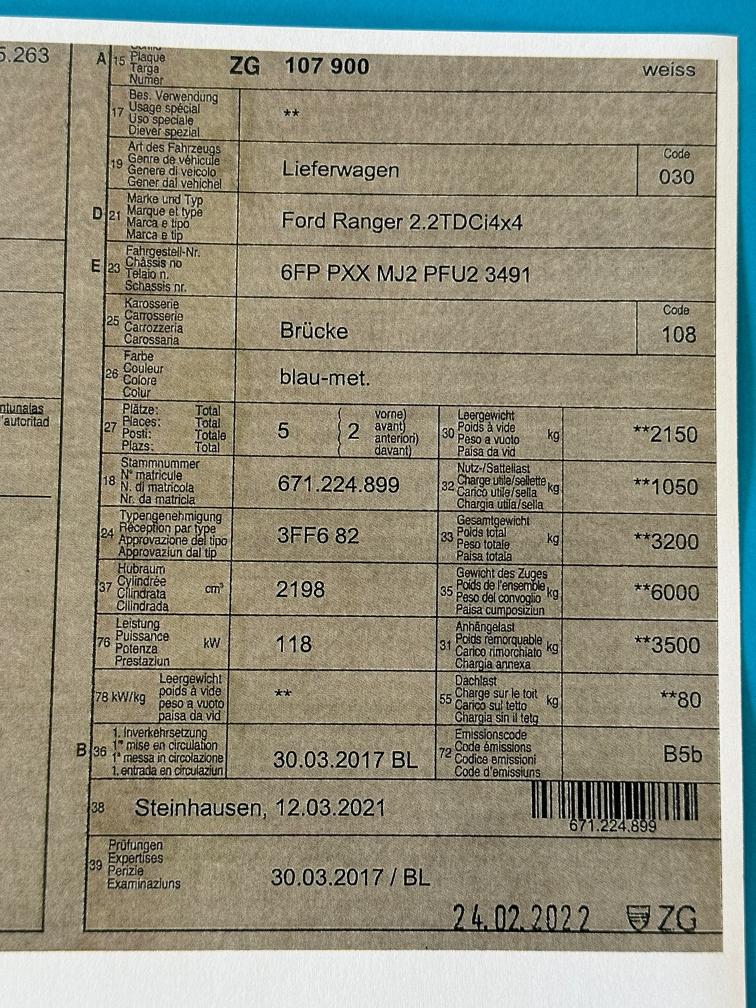 5.263
A 15 Plaque ZG 107 900 weiss
Targa
Numer
Bes. Verwendung
17 Usage spécial **
Uso speciale
Diever spezial
Art des Fahrzeugs Code
19 Genre de véhicule Lieferwagen 030
Genere di veicolo
Gener dal vehichel
Marke und Typ
D 21 Marque et type Ford Ranger 2.2TDCi4x4
Marca e tipo
Marca e tip
Fahrgestell-Nr.
E 23 Châssis no 6FP PXX MJ2 PFU2 3491
Telaio n.
Schassis nr.
Karosserie Code
25 Carrosserie Brücke 108
Carrozzeria
Carossaria
Farbe
26 Couleur blau-met.
Colore
Colur
ntunalas
'autoritad
Plätze: Total vorne) Leergewicht
27 Places: Total 5 ( 2 avant) 30 Poids à vide kg **2150
Posti: Totale anteriori) Peso a vuoto
Plazs: Total davant) Paisa da vid
Stammnummer Nutz-/Sattellast
18 N° matricule 671.224.899 32 Charge utile/sellette kg **1050
N. di matricola Carico utile/sella
Nr. da matricla Chargia utila/sella
Typengenehmigung Gesamtgewicht
24 Réception par type 3FF6 82 33 Poids total kg **3200
Approvazione del tipo Peso totale
Approvaziun dal tip Paisa totala
Hubraum Gewicht des Zuges
37 Cylindrée cm³ 2198 35 Poids de l'ensemble kg **6000
Cilindrata Peso del convoglio
Cilindrada Paisa cumposiziun
Leistung Anhängelast
76 Puissance kW 118 31 Poids remorquable kg **3500
Potenza Carico rimorchiato
Prestaziun Chargia annexa
Leergewicht Dachlast
78 kW/kg poids à vide ** 55 Charge sur le toit kg **80
peso a vuoto Carico sul tetto
paisa da vid Chargia sin il tetg
1. Inverkehrsetzung Emissionscode
B 36 1re mise en circulation 30.03.2017 BL 72 Code émissions B5b
1a messa in circolazione Codice emissioni
1. entrada en circulaziun Code d'emissiuns
38 Steinhausen, 12.03.2021
671.224.899
Prüfungen
39 Expertises
Perizie 30.03.2017 / BL
Examinaziuns
24.02.2022 ZG